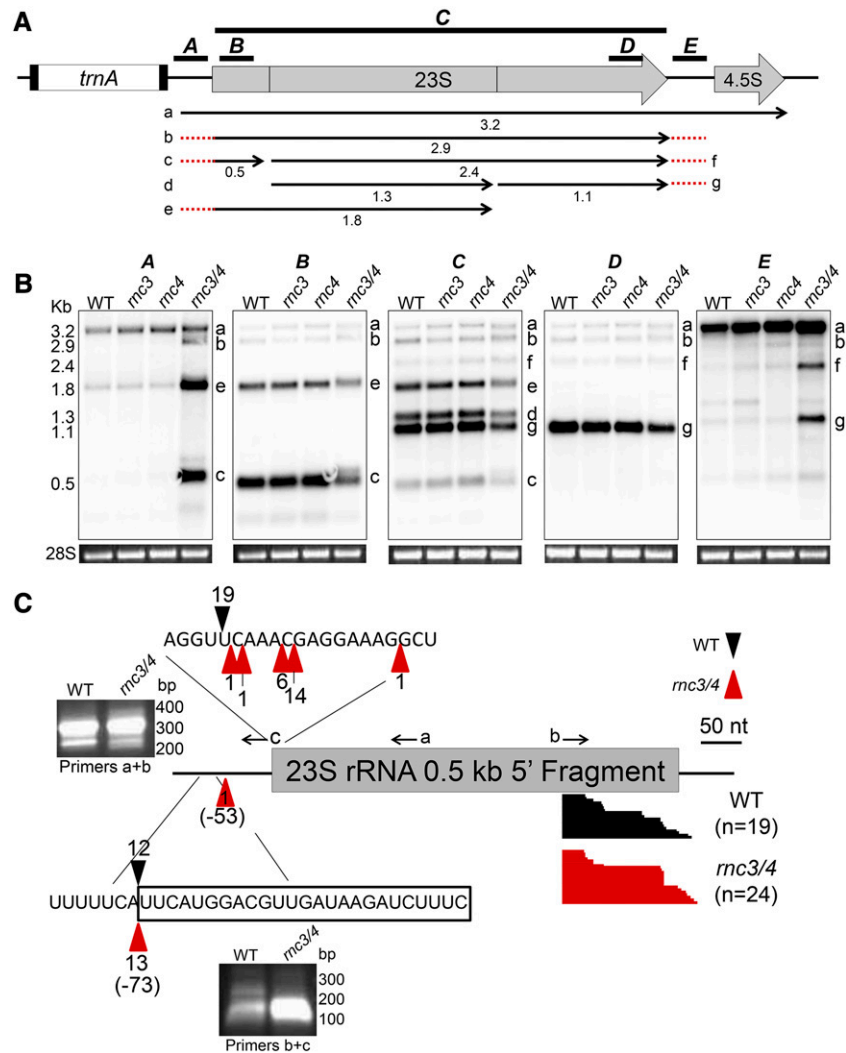 A
C
A B D E
trnA 23S 4.5S
a
3.2
b
2.9
c f
0.5 2.4
d g
1.3 1.1
e
1.8
B
A B C D E
Kb WT rnc3 rnc4 rnc3/4 WT rnc3 rnc4 rnc3/4 WT rnc3 rnc4 rnc3/4 WT rnc3 rnc4 rnc3/4 WT rnc3 rnc4 rnc3/4
3.2 a a a a a
2.9 b b b b b
2.4 f f f
1.8 e e e
1.3 d
1.1 g g g
0.5 c c c
28S
C
19
AGGUUCAAACGAGGAAAGGCU
1 1 6 14 1
WT
rnc3/4
50 nt
WT rnc3/4 bp
400
300
200
Primers a+b
c a b
23S rRNA 0.5 kb 5' Fragment
1
(-53)
WT
(n=19)
rnc3/4
(n=24)
12
UUUUUCAUUCAUGGACGUUGAUAAGAUCUUUC
13
(-73)
WT rnc3/4 bp
300
200
100
Primers b+c